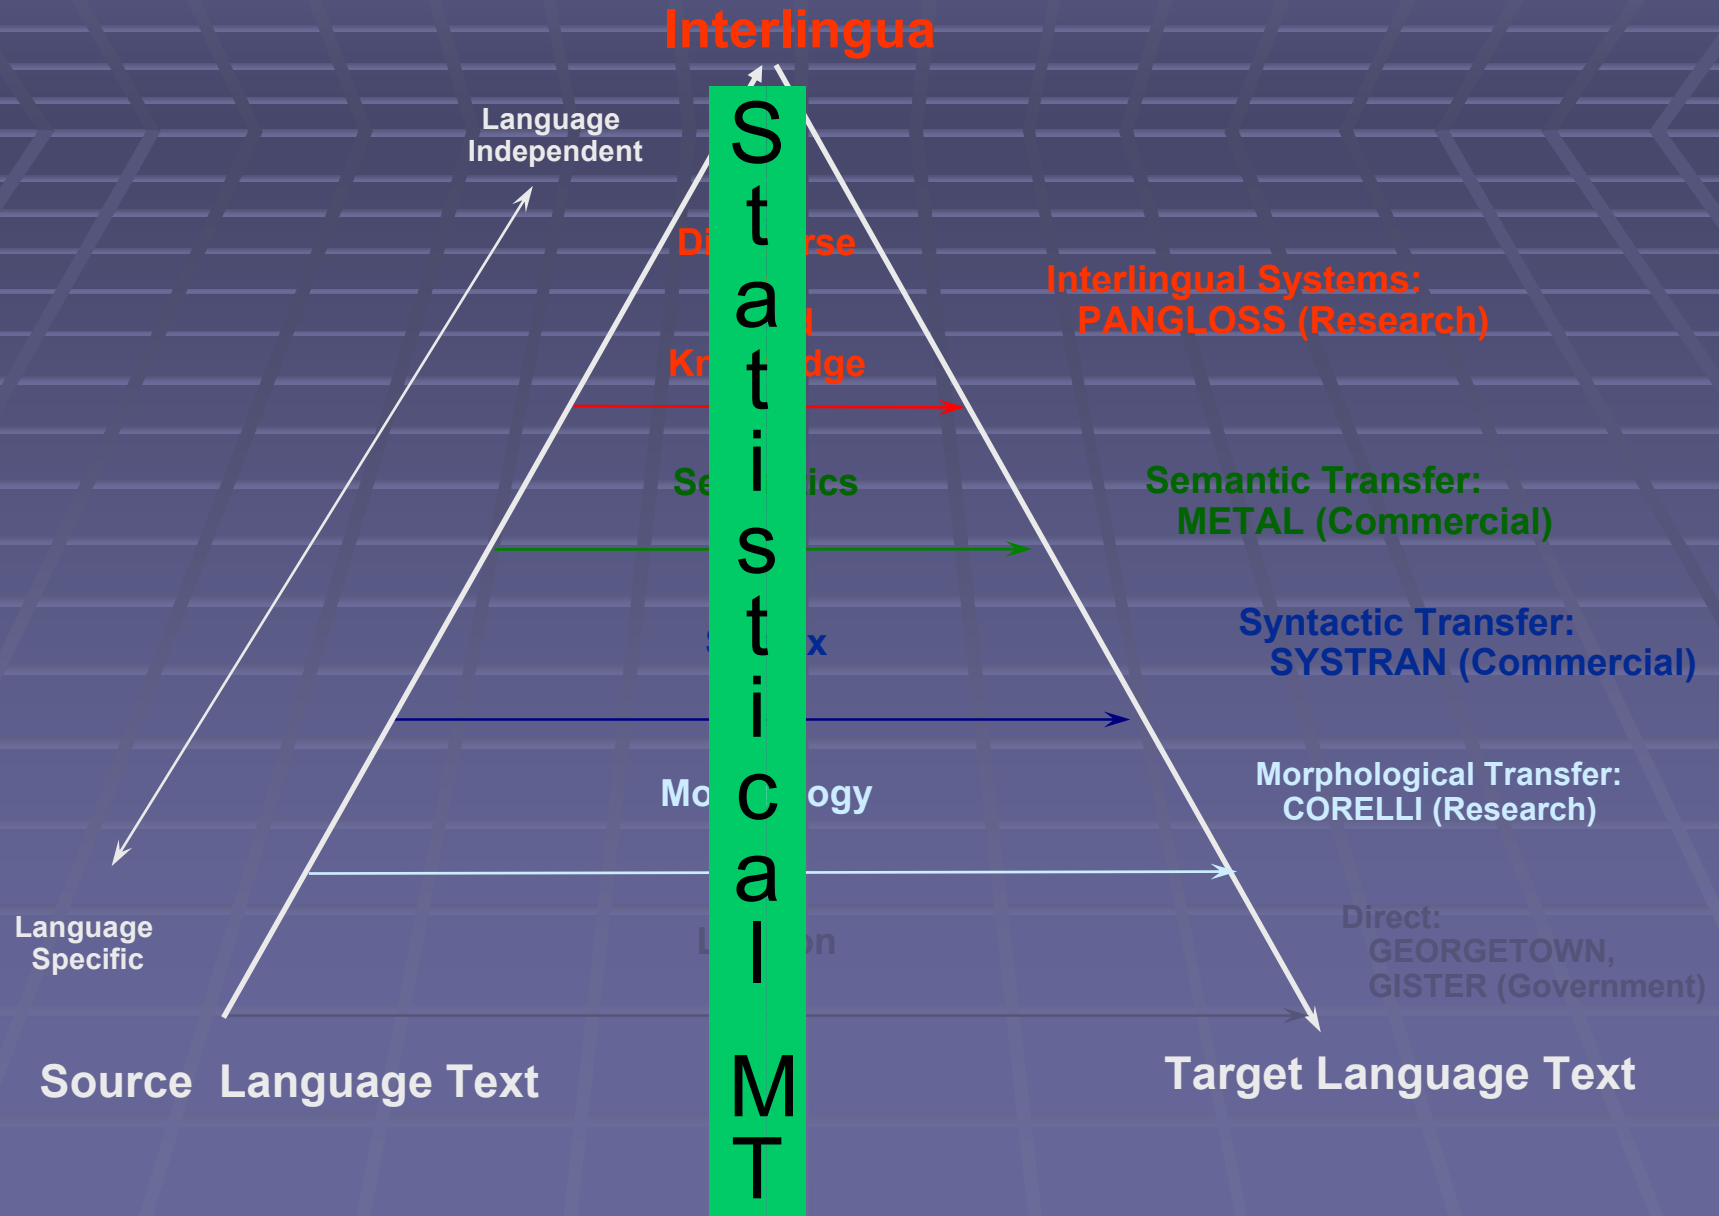 Interlingua
Language
Independent
Statistical MT
Interlingual Systems:
PANGLOSS (Research)
Semantic Transfer:
METAL (Commercial)
Syntactic Transfer:
SYSTRAN (Commercial)
Morphological Transfer:
CORELLI (Research)
Language
Specific
Direct:
GEORGETOWN,
GISTER (Government)
Source Language Text
Target Language Text